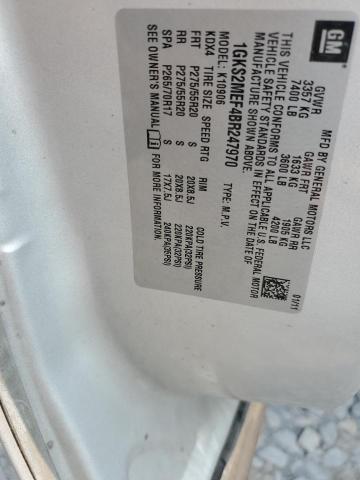 GM
MFD BY GENERAL MOTORS LLC
01/11
GVWR GAWR FRT GAWR RR
3357 KG 1633 KG 1905 KG
7400 LB 3600 LB 4200 LB
THIS VEHICLE CONFORMS TO ALL APPLICABLE U.S. FEDERAL
VEHICLE SAFETY STANDARDS IN EFFECT ON THE DATE OF
MANUFACTURE SHOWN ABOVE.
1GKS2MEF4BR247970 TYPE: M.P.V.
MODEL: K10906
KDX4 TIRE SIZE SPEED RTG RIM COLD TIRE PRESSURE
FRT P275/55R20 S 20X8.5J 220KPA(32PSI)
RR P275/55R20 S 20X8.5J 220KPA(32PSI)
SPA P265/70R17 S 17X7.5J 240KPA(35PSI)
SEE OWNER'S MANUAL